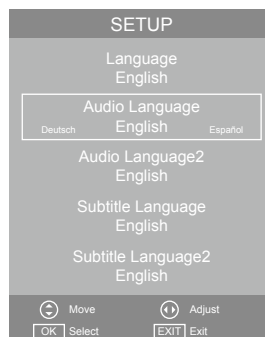 SETUP
Language
English
Audio Language
Deutsch English Español
Audio Language2
English
Subtitle Language
English
Subtitle Language2
English
Move Adjust
OK Select EXIT Exit